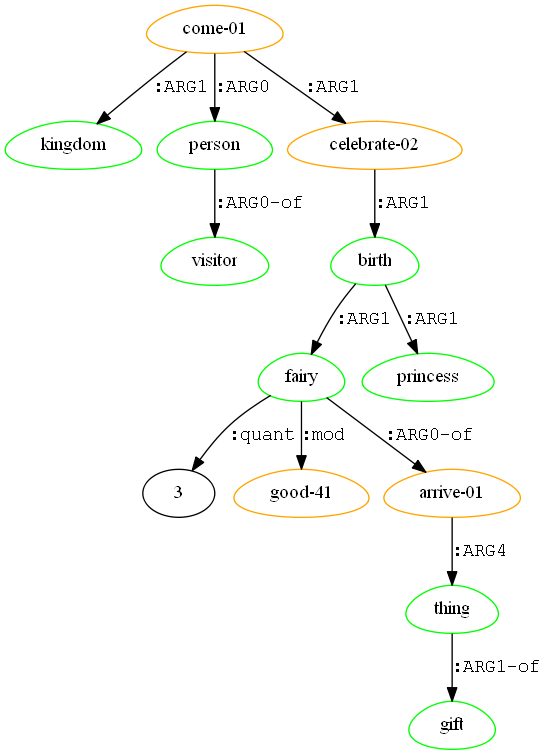 come-01
:ARG1 :ARG0 :ARG1
kingdom person celebrate-02
:ARG0-of :ARG1
visitor birth
:ARG1 :ARG1
fairy princess
:quant :mod :ARG0-of
3 good-41 arrive-01
:ARG4
thing
:ARG1-of
gift